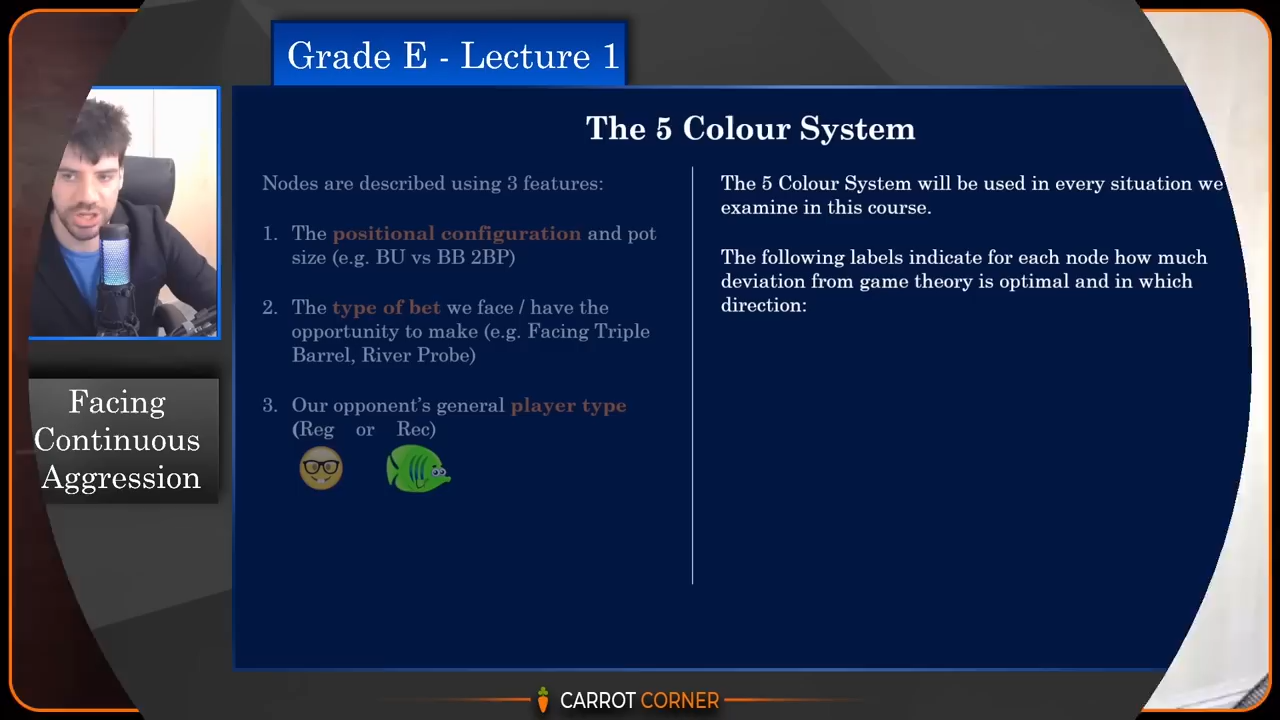 Grade E - Lecture 1
The 5 Colour System
Nodes are described using 3 features:
1. The positional configuration and pot
size (e.g. BU vs BB 2BP)
2. The type of bet we face / have the
opportunity to make (e.g. Facing Triple
Barrel, River Probe)
3. Our opponent's general player type
(Reg or Rec)
The 5 Colour System will be used in every situation we
examine in this course.
The following labels indicate for each node how much
deviation from game theory is optimal and in which
direction:
Facing
Continuous
Aggression
CARROT CORNER